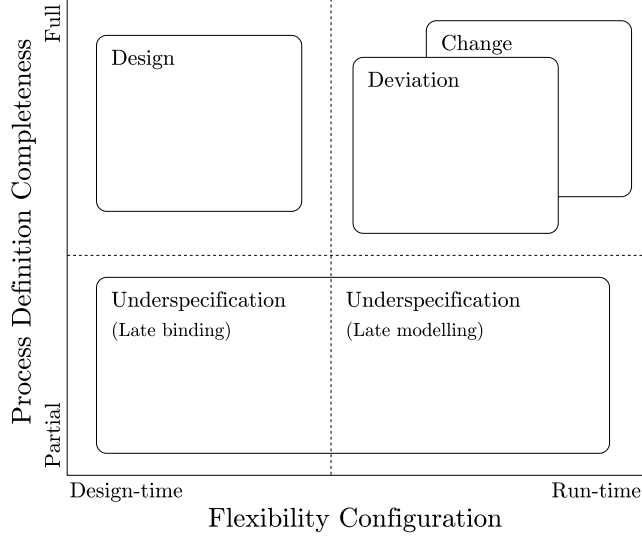 Full
Process Definition Completeness
Partial
Design
Change
Deviation
Underspecification
(Late binding)
Underspecification
(Late modelling)
Design-time
Run-time
Flexibility Configuration